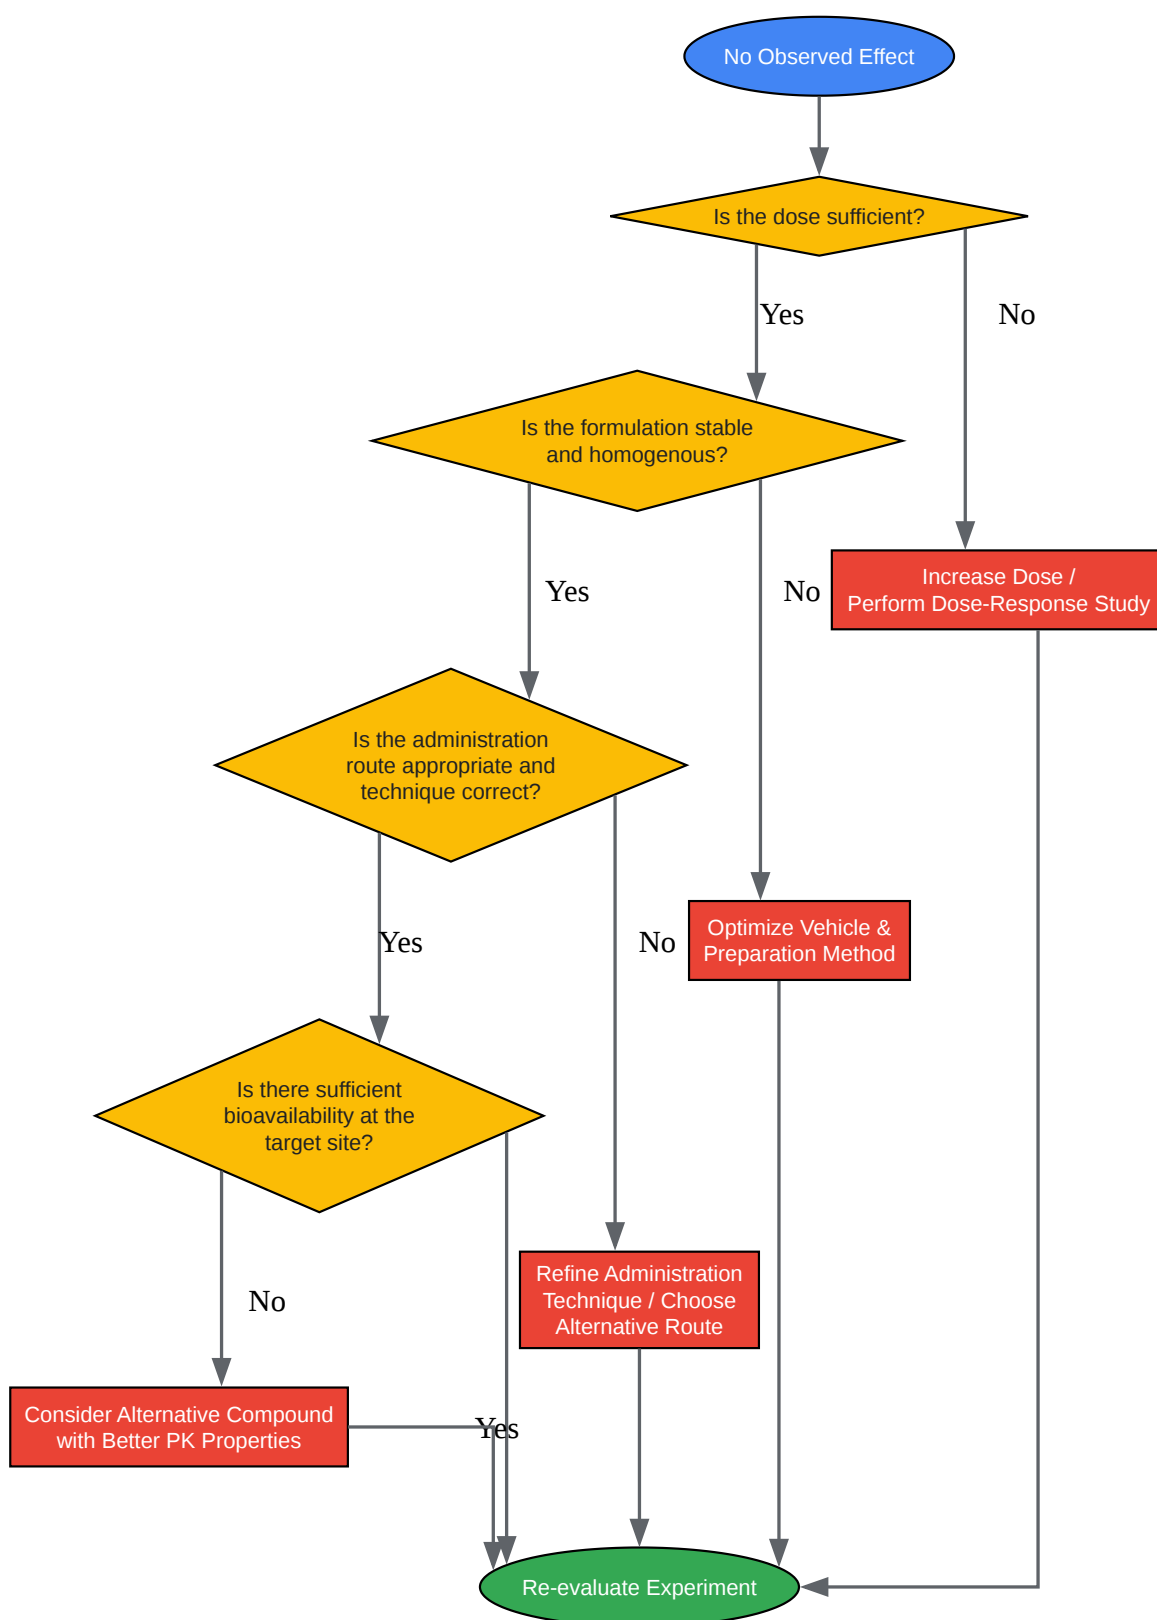 No Observed Effect
Is the dose sufficient?
Yes
No
Is the formulation stable
and homogenous?
Yes
No
Increase Dose /
Perform Dose-Response Study
Is the administration
route appropriate and
technique correct?
Yes
No
Optimize Vehicle &
Preparation Method
Is there sufficient
bioavailability at the
target site?
No
Yes
Refine Administration
Technique / Choose
Alternative Route
Consider Alternative Compound
with Better PK Properties
Re-evaluate Experiment